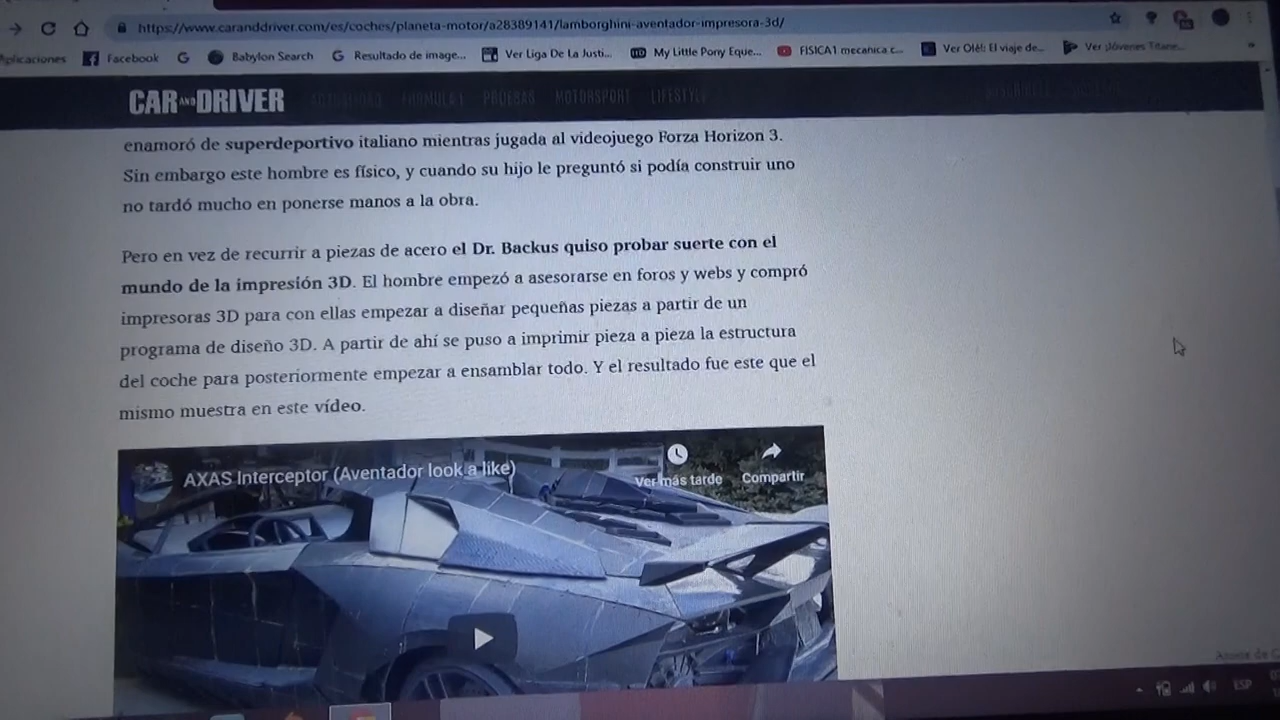 https://www.caranddriver.com/es/coches/planeta-motor/a28389141/lamborghini-aventador-impresora-3d/
Aplicaciones Facebook Babylon Search Resultado de image... Ver Liga De La Justi... My Little Pony Eque... FISICA1 mecanica c... Ver Olé!: El viaje de... Ver Jóvenes Titane... »
CAR AND DRIVER FÓRMULA 1 PRUEBAS MOTORSPORT LIFESTYLE
enamoró de superdeportivo italiano mientras jugada al videojuego Forza Horizon 3.
Sin embargo este hombre es físico, y cuando su hijo le preguntó si podía construir uno
no tardó mucho en ponerse manos a la obra.
Pero en vez de recurrir a piezas de acero el Dr. Backus quiso probar suerte con el
mundo de la impresión 3D. El hombre empezó a asesorarse en foros y webs y compró
impresoras 3D para con ellas empezar a diseñar pequeñas piezas a partir de un
programa de diseño 3D. A partir de ahí se puso a imprimir pieza a pieza la estructura
del coche para posteriormente empezar a ensamblar todo. Y el resultado fue este que el
mismo muestra en este vídeo.
AXAS Interceptor (Aventador look a like)
Ver más tarde Compartir
ESP